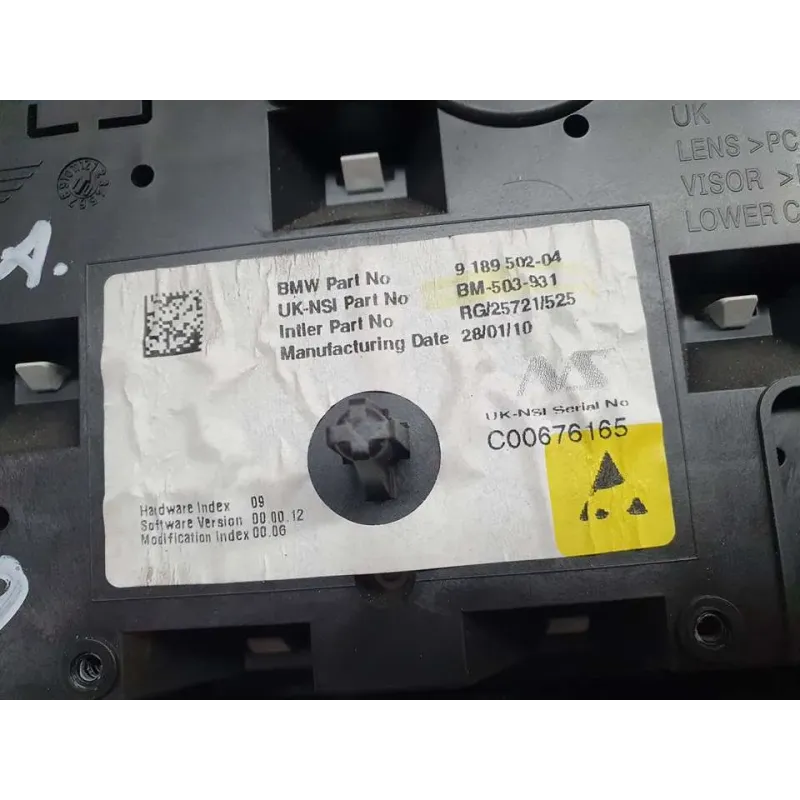 UK
LENS >PC
VISOR >
LOWER C
A.
BMW Part No 9 189 502-04
UK-NSI Part No BM-503-931
Intler Part No RG/25721/525
Manufacturing Date 28/01/10
NS
UK-NSI Serial No
C00676165
Hardware Index 09
Software Version 00.00.12
Modification Index 00.06